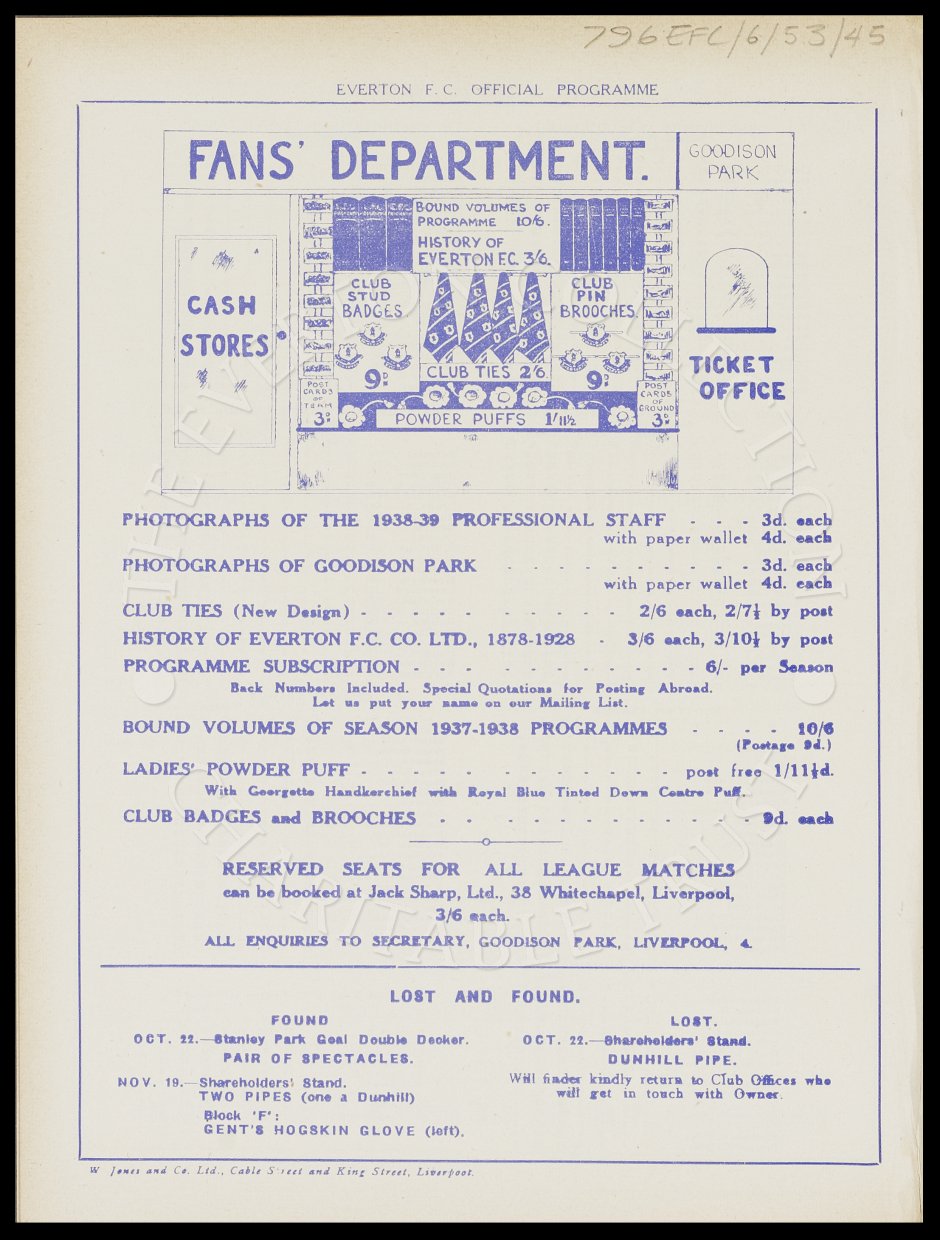 796EFC/6/53/45
EVERTON F.C. OFFICIAL PROGRAMME
FANS' DEPARTMENT.
GOODISON
PARK
BOUND VOLUMES OF
PROGRAMME 10/6.
HISTORY OF
EVERTON F.C. 3/6.
CASH
STORES
CLUB
STUD
BADGES
9D.
CLUB TIES 2/6
CLUB
PIN
BROOCHES
9D.
TICKET
OFFICE
POST
CARDS
OF
TEAM
3D.
POWDER PUFFS 1/11½
POST
CARDS
OF
GROUND
3D.
PHOTOGRAPHS OF THE 1938-39 PROFESSIONAL STAFF - - - 3d. each
with paper wallet 4d. each
PHOTOGRAPHS OF GOODISON PARK - - - - - - - - - - 3d. each
with paper wallet 4d. each
CLUB TIES (New Design) - - - - - - - - - - 2/6 each, 2/7½ by post
HISTORY OF EVERTON F.C. CO. LTD., 1878-1928 - 3/6 each, 3/10½ by post
PROGRAMME SUBSCRIPTION - - - - - - - - - - - 6/- per Season
Back Numbers Included. Special Quotations for Posting Abroad.
Let us put your name on our Mailing List.
BOUND VOLUMES OF SEASON 1937-1938 PROGRAMMES - - - - 10/6
(Postage 9d.)
LADIES' POWDER PUFF - - - - - - - - - - - - post free 1/11½d.
With Georgette Handkerchief with Royal Blue Tinted Down Centre Puff.
CLUB BADGES and BROOCHES - - - - - - - - - - - 9d. each
RESERVED SEATS FOR ALL LEAGUE MATCHES
can be booked at Jack Sharp, Ltd., 38 Whitechapel, Liverpool,
3/6 each.
ALL ENQUIRIES TO SECRETARY, GOODISON PARK, LIVERPOOL, 4.
LOST AND FOUND.
FOUND
OCT. 22.—Stanley Park Goal Double Decker.
PAIR OF SPECTACLES.
NOV. 19.—Shareholders' Stand.
TWO PIPES (one a Dunhill)
Block 'F':
GENT'S HOGSKIN GLOVE (left).
LOST.
OCT. 22.—Shareholders' Stand.
DUNHILL PIPE.
Will finder kindly return to Club Offices who
will get in touch with Owner.
W Jones and Co. Ltd., Cable Street and King Street, Liverpool.
THE EVERTON COLLECTION
CHARITABLE TRUST